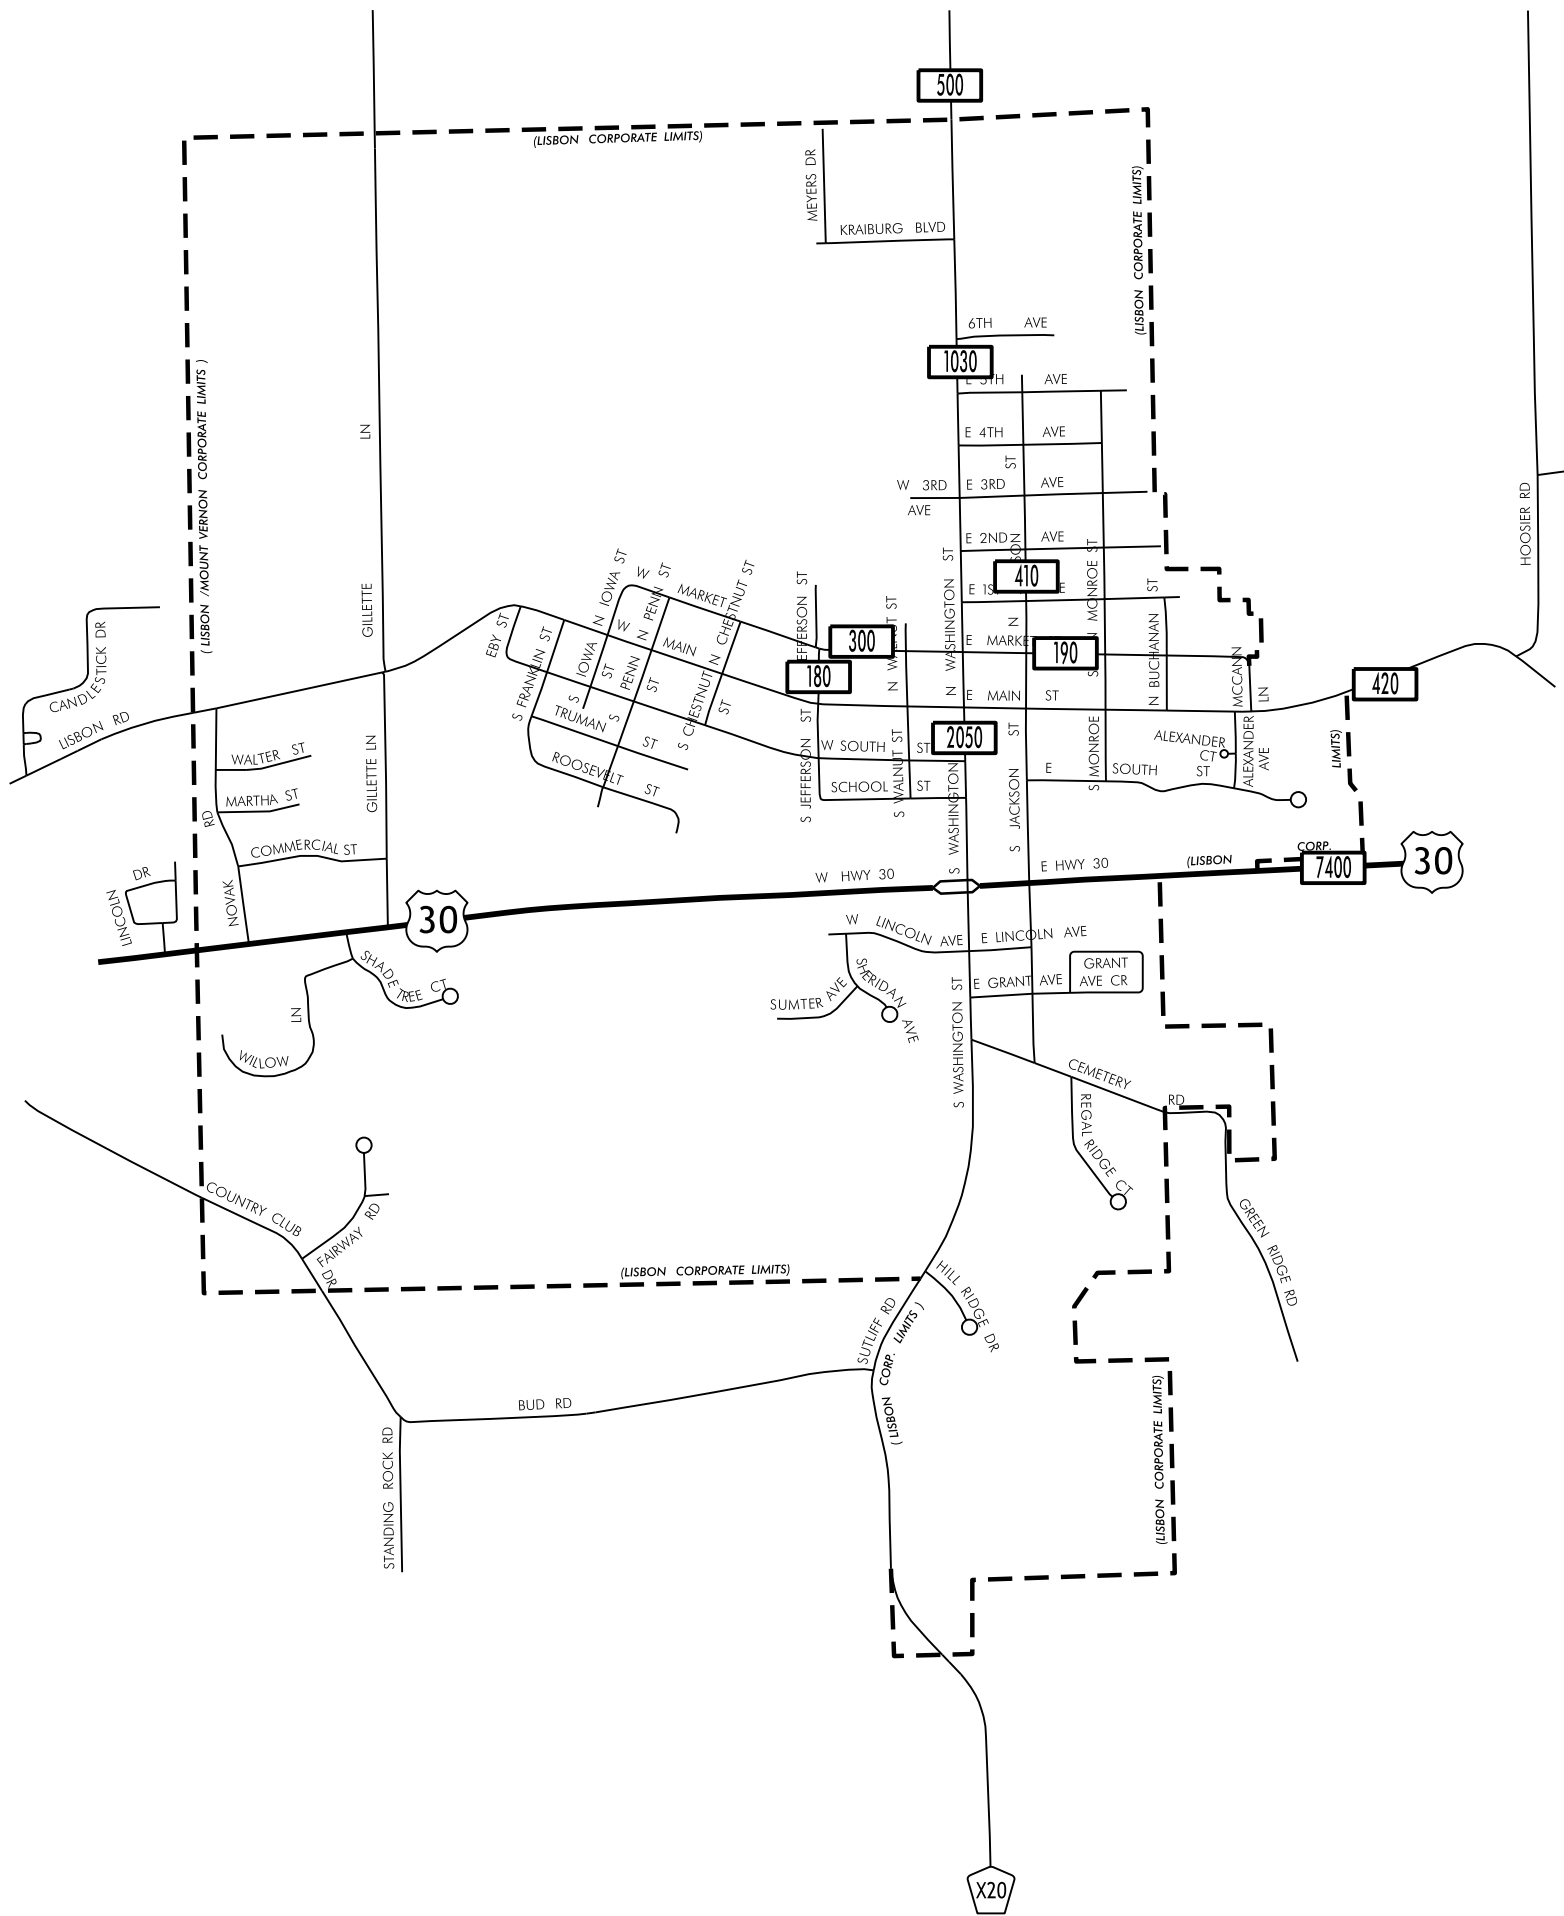 500
(LISBON CORPORATE LIMITS)
MEYERS DR
(LISBON CORPORATE LIMITS)
KRAIBURG BLVD
6TH AVE
1030
E 5TH AVE
(LISBON /MOUNT VERNON CORPORATE LIMITS )
LN
E 4TH AVE
ST
W 3RD
AVE
E 3RD AVE
HOOSIER RD
E 2ND AVE
410
N
MONROE ST
GILLETTE
N IOWA ST
W MARKET
N PENN ST
N CHESTNUT ST
ST
N WASHINGTON ST
N BUCHANAN ST
CANDLESTICK DR
LISBON RD
EBY ST
S FRANKLIN ST
W MAIN
S IOWA ST
S PENN ST
S CHESTNUT ST
300
E MARKET
190
180
MCCANN LN
420
E MAIN ST
TRUMAN ST
ROOSEVELT ST
WALTER ST
MARTHA ST
GILLETTE LN
COMMERCIAL ST
NOVAK RD
S JEFFERSON ST
W SOUTH ST
SCHOOL ST
S WALNUT ST
2050
S WASHINGTON
S JACKSON ST
S MONROE
E SOUTH ST
ALEXANDER
CT
ALEXANDER
AVE
LIMITS)
(LISBON CORP.
7400
30
W HWY 30
E HWY 30
LINCOLN DR
30
SHADE TREE CT
WILLOW LN
W LINCOLN AVE
E LINCOLN AVE
GRANT
AVE CR
E GRANT AVE
SUMTER AVE
SHERIDAN AVE
S WASHINGTON ST
CEMETERY RD
REGAL RIDGE CT
GREEN RIDGE RD
COUNTRY CLUB DR
FAIRWAY RD
(LISBON CORPORATE LIMITS)
HILL RIDGE DR
SUTLIFF RD
( LISBON CORP. LIMITS )
BUD RD
STANDING ROCK RD
(LISBON CORPORATE LIMITS)
X20